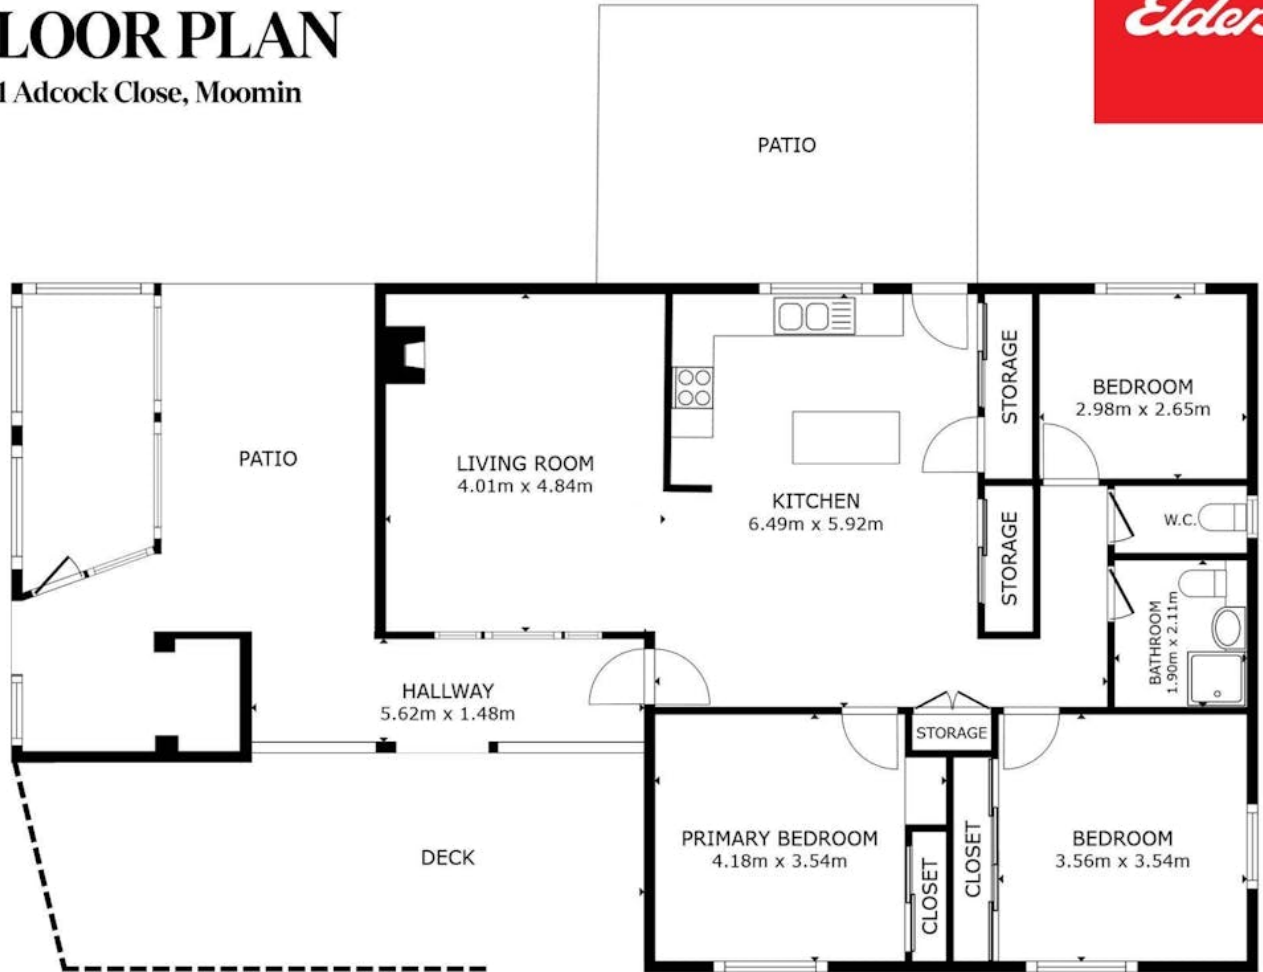 LOOR PLAN
1 Adcock Close, Moomin
Elders
PATIO
PATIO
LIVING ROOM
4.01m x 4.84m
KITCHEN
6.49m x 5.92m
STORAGE
BEDROOM
2.98m x 2.65m
STORAGE
W.C.
BATHROOM
1.90m x 2.11m
HALLWAY
5.62m x 1.48m
STORAGE
DECK
PRIMARY BEDROOM
4.18m x 3.54m
CLOSET
CLOSET
BEDROOM
3.56m x 3.54m